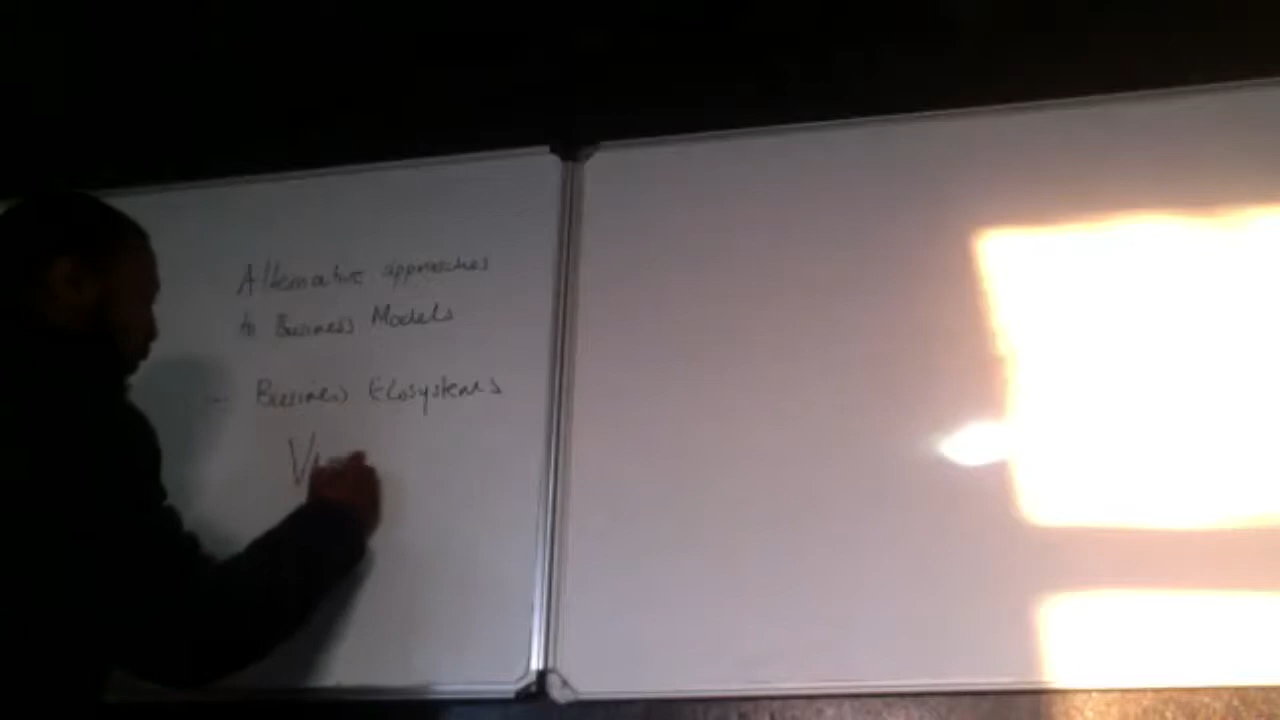 Alternative approaches
to Business Models
- Business Ecosystems